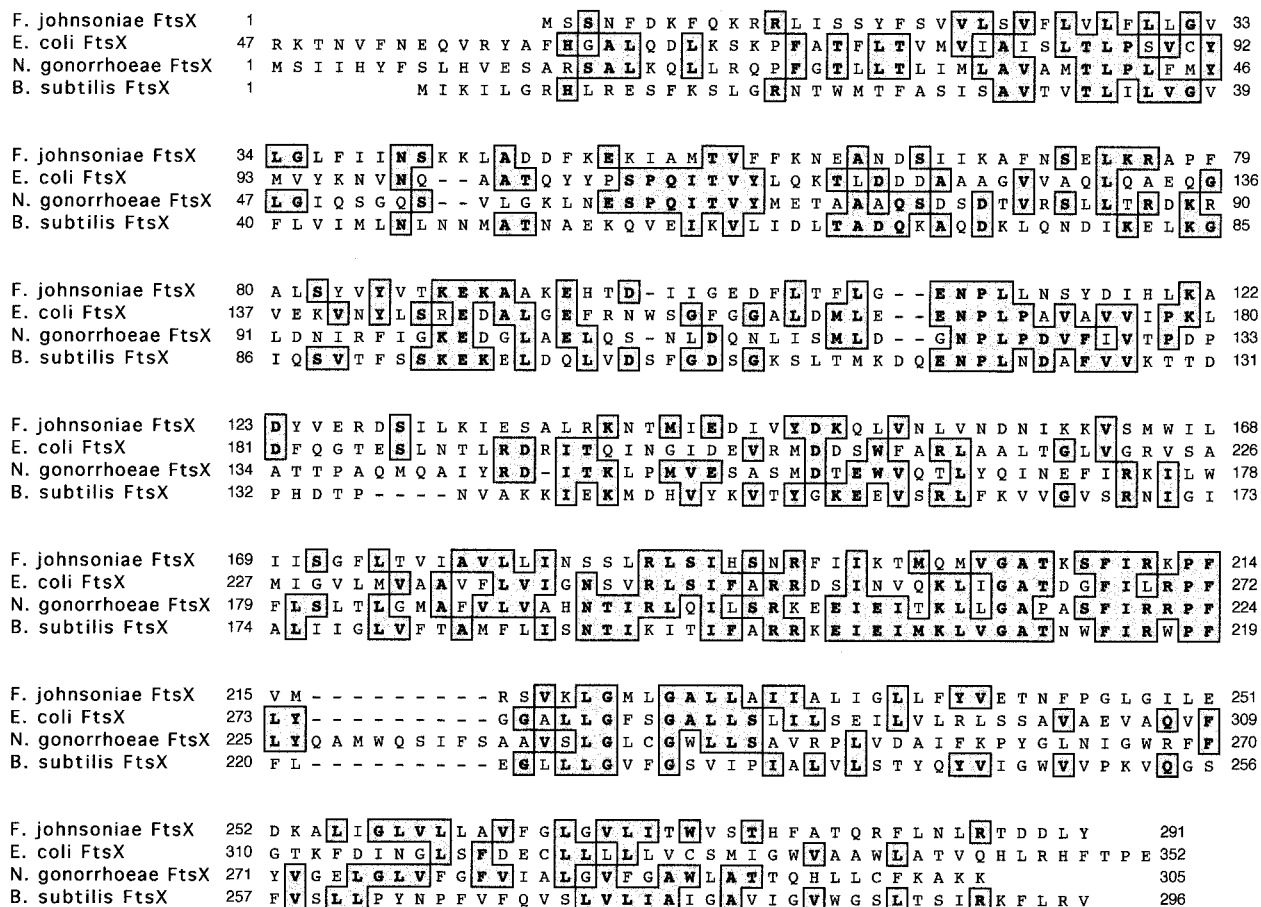 F. johnsoniae FtsX 1 M S S N F D K F Q K R R L I S S Y F S V V L S V F L V L F L L G V 33
E. coli FtsX 47 R K T N V F N E Q V R Y A F H G A L Q D L K S K P F A T F L T V M V I A I S L T L P S V C Y 92
N. gonorrhoeae FtsX 1 M S I I H Y F S L H V E S A R S A L K Q L L R Q P F G T L L T L I M L A V A M T L P L F M Y 46
B. subtilis FtsX 1 M I K I L G R H L R E S F K S L G R N T W M T F A S I S A V T V T L I L V G V 39
F. johnsoniae FtsX 34 L G L F I I N S K K L A D D F K E K I A M T V F F K N E A N D S I I K A F N S E L K R A P F 79
E. coli FtsX 93 M V Y K N V N Q - - A A T Q Y Y P S P Q I T V Y L Q K T L D D D A A A G V V A Q L Q A E Q G 136
N. gonorrhoeae FtsX 47 L G I Q S G Q S - - V L G K L N E S P Q I T V Y M E T A A A Q S D S D T V R S L L T R D K R 90
B. subtilis FtsX 40 F L V I M L N L N N M A T N A E K Q V E I K V L I D L T A D Q K A Q D K L Q N D I K E L K G 85
F. johnsoniae FtsX 80 A L S Y V Y V T K E K A A K E H T D - I I G E D F L T F L G - - E N P L L N S Y D I H L K A 122
E. coli FtsX 137 V E K V N Y L S R E D A L G E F R N W S G F G G A L D M L E - - E N P L P A V A V V I P K L 180
N. gonorrhoeae FtsX 91 L D N I R F I G K E D G L A E L Q S - N L D Q N L I S M L D - - G N P L P D V F I V T P D P 133
B. subtilis FtsX 86 I Q S V T F S S K E K E L D Q L V D S F G D S G K S L T M K D Q E N P L N D A F V V K T T D 131
F. johnsoniae FtsX 123 D Y V E R D S I L K I E S A L R K N T M I E D I V Y D K Q L V N L V N D N I K K V S M W I L 168
E. coli FtsX 181 D F Q G T E S L N T L R D R I T Q I N G I D E V R M D D S W F A R L A A L T G L V G R V S A 226
N. gonorrhoeae FtsX 134 A T T P A Q M Q A I Y R D - I T K L P M V E S A S M D T E W V Q T L Y Q I N E F I R K I L W 178
B. subtilis FtsX 132 P H D T P - - - - N V A K K I E K M D H V Y K V T Y G K E E V S R L F K V V G V S R N I G I 173
F. johnsoniae FtsX 169 I I S G F L T V I A V L L I N S S L R L S I H S N R F I I K T M Q M V G A T K S F I R K P F 214
E. coli FtsX 227 M I G V L M V A A V F L V I G N S V R L S I F A R R D S I N V Q K L I G A T D G F I L R P F 272
N. gonorrhoeae FtsX 179 F L S L T L G M A F V L V A H N T I R L Q I L S R K E E I E I T K L L G A P A S F I R R P F 224
B. subtilis FtsX 174 A L I I G L V F T A M F L I S N T I K I T I F A R R K E I E I M K L V G A T N W F I R W P F 219
F. johnsoniae FtsX 215 V M - - - - - - - - - R S V K L G M L G A L L A I I A L I G L L F Y V E T N F P G L G I L E 251
E. coli FtsX 273 L Y - - - - - - - - - G G A L L G F S G A L L S L I L S E I L V L R L S S A V A E V A Q V F 309
N. gonorrhoeae FtsX 225 L Y Q A M W Q S I F S A A V S L G L C G W L L S A V R P L V D A I F K P Y G L N I G W R F F 270
B. subtilis FtsX 220 F L - - - - - - - - - E G L L L G V F G S V I P I A L V L S T Y Q Y V I G W V V P K V Q G S 256
F. johnsoniae FtsX 252 D K A L I G L V L L A V F G L G V L I T W V S T H F A T Q R F L N L R T D D L Y 291
E. coli FtsX 310 G T K F D I N G L S F D E C L L L L L V C S M I G W V A A W L A T V Q H L R H F T P E 352
N. gonorrhoeae FtsX 271 Y V G E L G L V F G F V I A L G V F G A W L A T T Q H L L C F K A K K 305
B. subtilis FtsX 257 F V S L L P Y N P F V F Q V S L V L I A I G A V I G V W G S L T S I R K F L R V 296